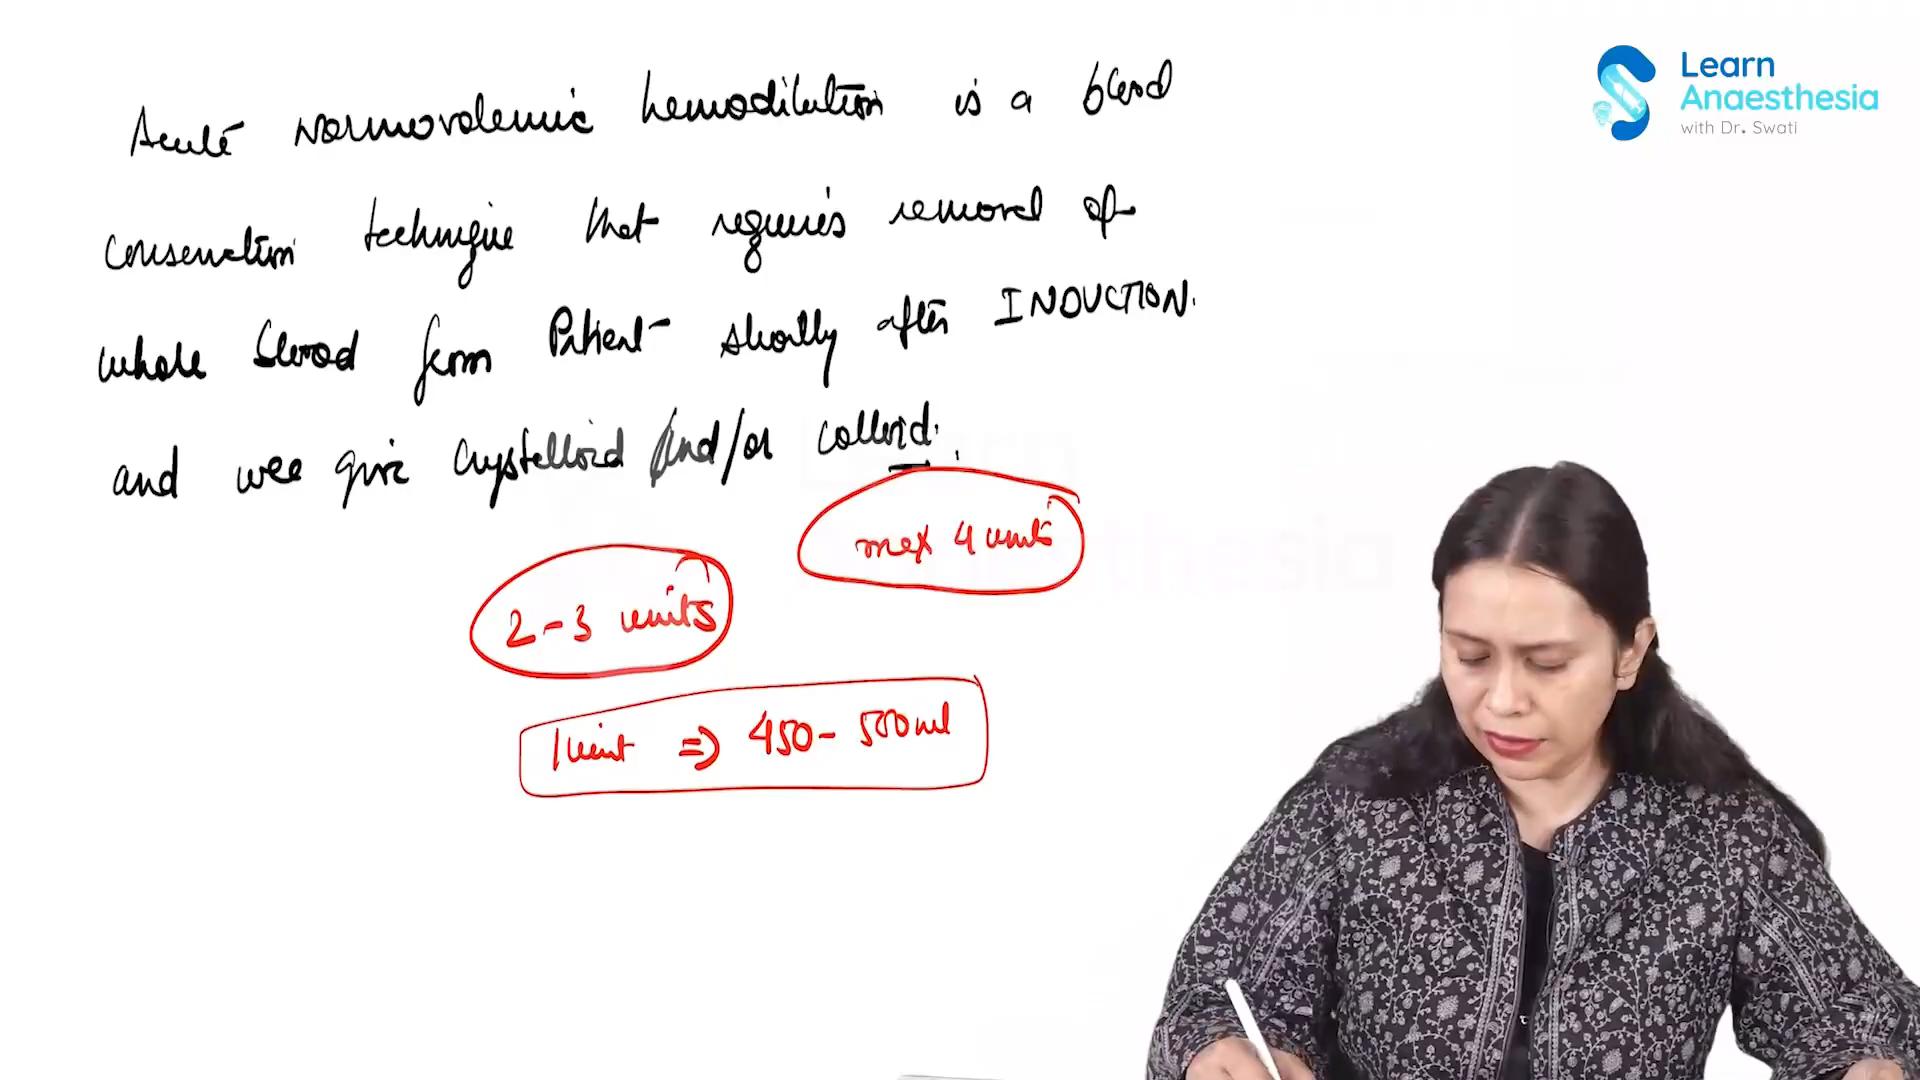 Learn
Anaesthesia
with Dr. Swati
Acute normovolemic hemodilution is a blood
conservation technique that requires removal of
whole blood from Patient shortly after INDUCTION.
and wee give crystalloid and/or colloid.
max 4 units
2-3 units
1 unit => 450-500ml